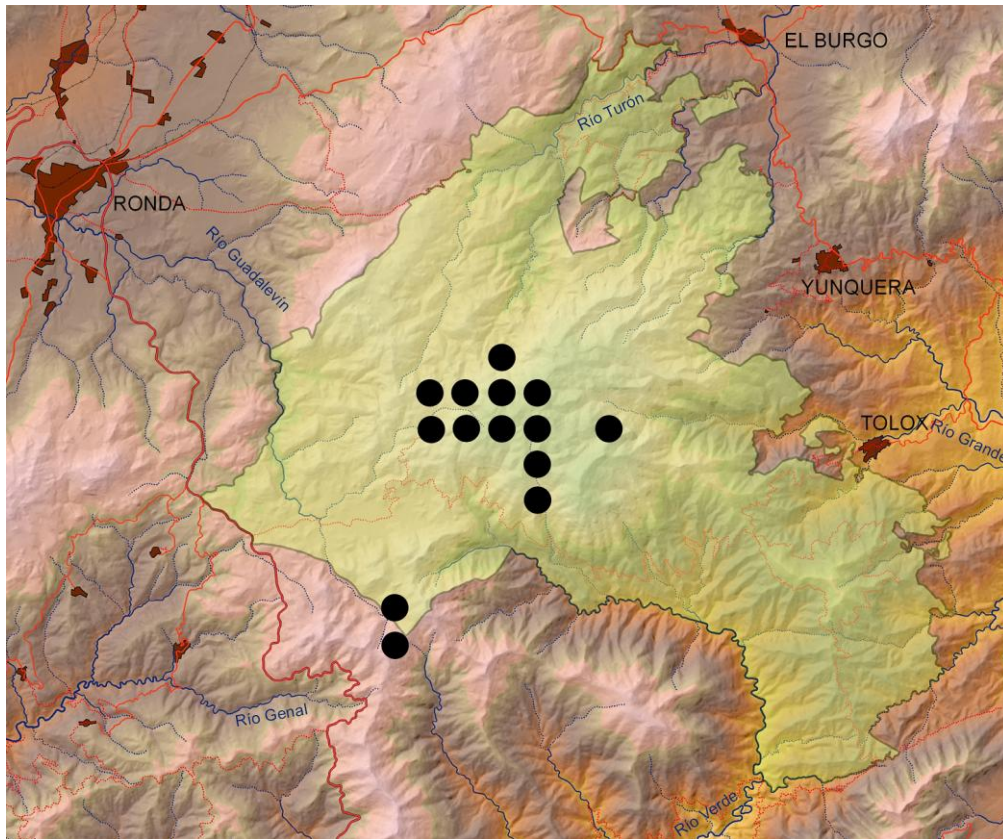 EL BURGO
Río Turón
RONDA
Río Guadalevín
YUNQUERA
TOLOX
Río Grande
Río Genal
Río Verde